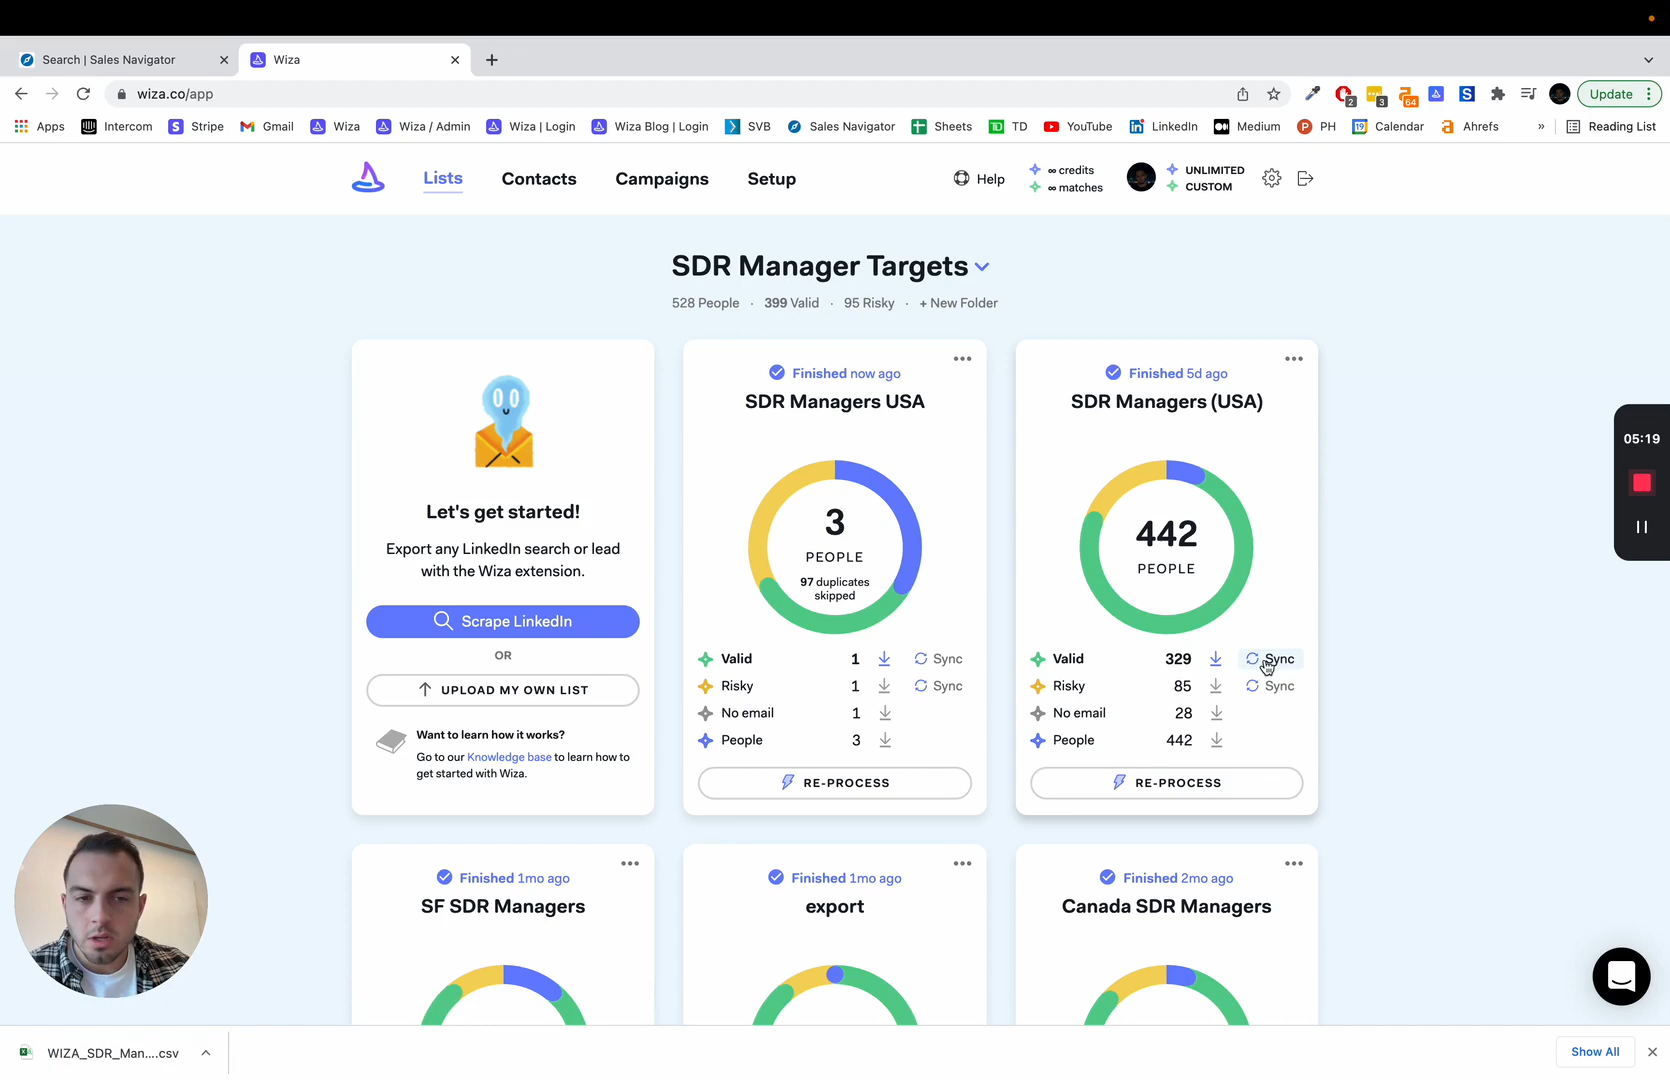 Search | Sales Navigator
Wiza
wiza.co/app
2
3
64
S
Update
Apps
Intercom
Stripe
Gmail
Wiza
Wiza / Admin
Wiza | Login
Wiza Blog | Login
SVB
Sales Navigator
Sheets
TD
YouTube
LinkedIn
Medium
PH
Calendar
Ahrefs
»
Reading List
Lists
Contacts
Campaigns
Setup
Help
∞ credits
∞ matches
UNLIMITED
CUSTOM
SDR Manager Targets
528 People · 399 Valid · 95 Risky · + New Folder
Let's get started!
Export any LinkedIn search or lead
with the Wiza extension.
Scrape LinkedIn
OR
UPLOAD MY OWN LIST
Want to learn how it works?
Go to our Knowledge base to learn how to
get started with Wiza.
Finished now ago
SDR Managers USA
3
PEOPLE
97 duplicates
skipped
Valid 1 Sync
Risky 1 Sync
No email 1
People 3
RE-PROCESS
Finished 5d ago
SDR Managers (USA)
442
PEOPLE
Valid 329 Sync
Risky 85 Sync
No email 28
People 442
RE-PROCESS
05:19
Finished 1mo ago
SF SDR Managers
Finished 1mo ago
export
Finished 2mo ago
Canada SDR Managers
WIZA_SDR_Man....csv
Show All